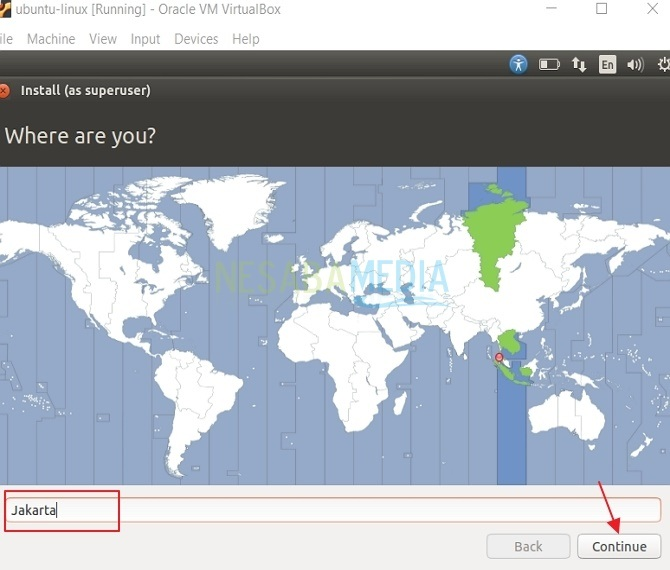 ubuntu-linux [Running] - Oracle VM VirtualBox
ile Machine View Input Devices Help
En
Install (as superuser)
Where are you?
NESABAMEDIA
Jakarta
Back Continue